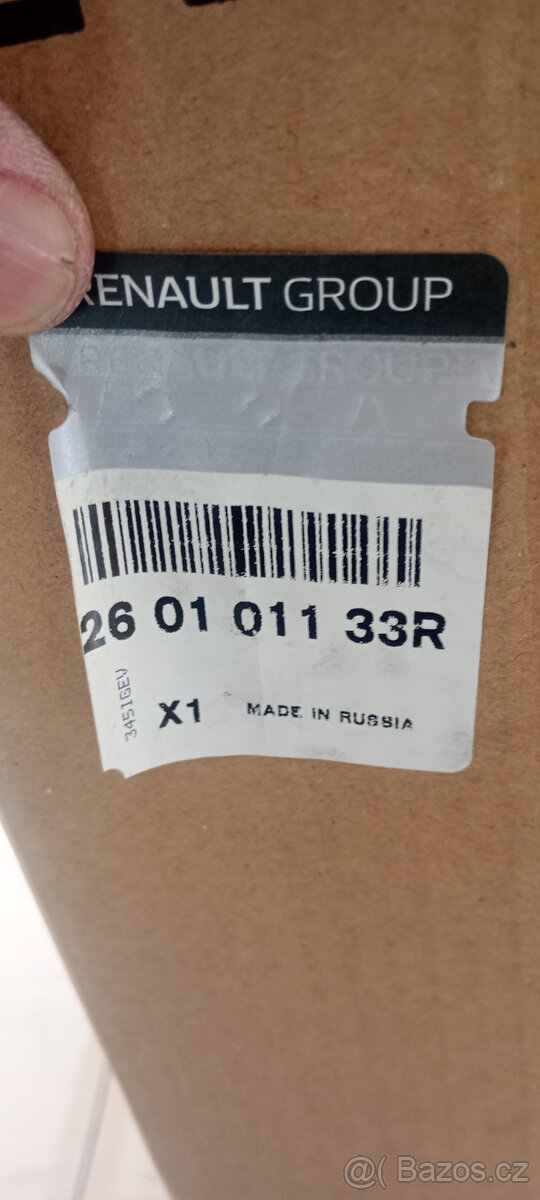 RENAULT GROUP
26 01 011 33R
3451GEV
X1 MADE IN RUSSIA
@( Bazos.cz